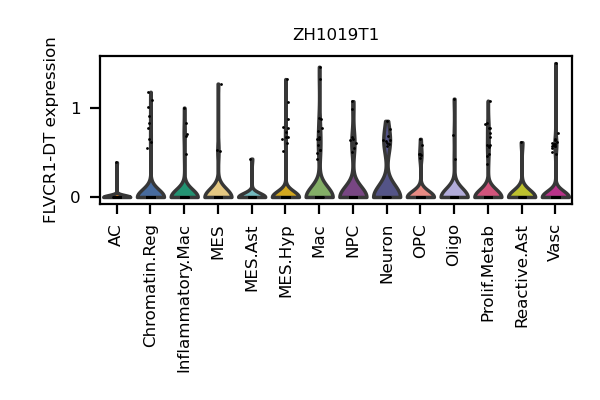 ZH1019T1
FLVCR1-DT expression
1
0
AC
Chromatin.Reg
Inflammatory.Mac
MES
MES.Ast
MES.Hyp
Mac
NPC
Neuron
OPC
Oligo
Prolif.Metab
Reactive.Ast
Vasc